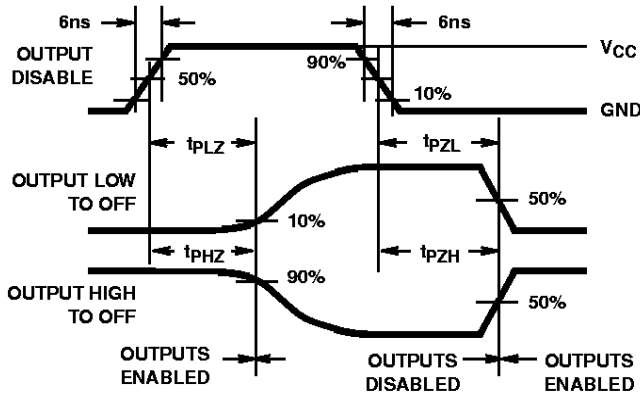 6ns
6ns
OUTPUT
DISABLE
50%
90%
10%
VCC
GND
tPLZ
tPZL
OUTPUT LOW
TO OFF
10%
50%
tPHZ
tPZH
OUTPUT HIGH
TO OFF
90%
50%
OUTPUTS
ENABLED
OUTPUTS
DISABLED
OUTPUTS
ENABLED